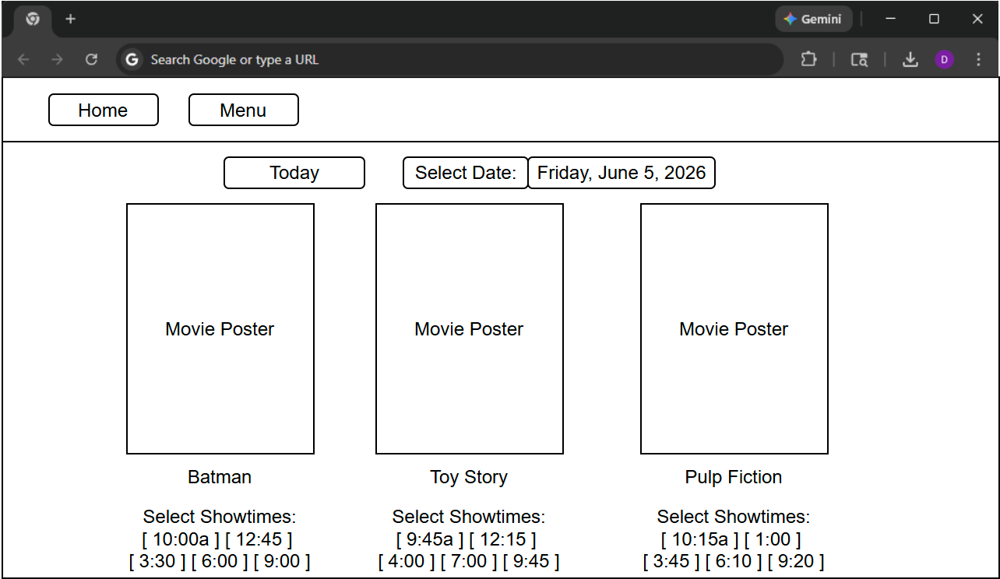 Gemini
Search Google or type a URL
D
Home Menu
Today Select Date: Friday, June 5, 2026
Movie Poster Movie Poster Movie Poster
Batman Toy Story Pulp Fiction
Select Showtimes: Select Showtimes: Select Showtimes:
[ 10:00a ] [ 12:45 ] [ 9:45a ] [ 12:15 ] [ 10:15a ] [ 1:00 ]
[ 3:30 ] [ 6:00 ] [ 9:00 ] [ 4:00 ] [ 7:00 ] [ 9:45 ] [ 3:45 ] [ 6:10 ] [ 9:20 ]